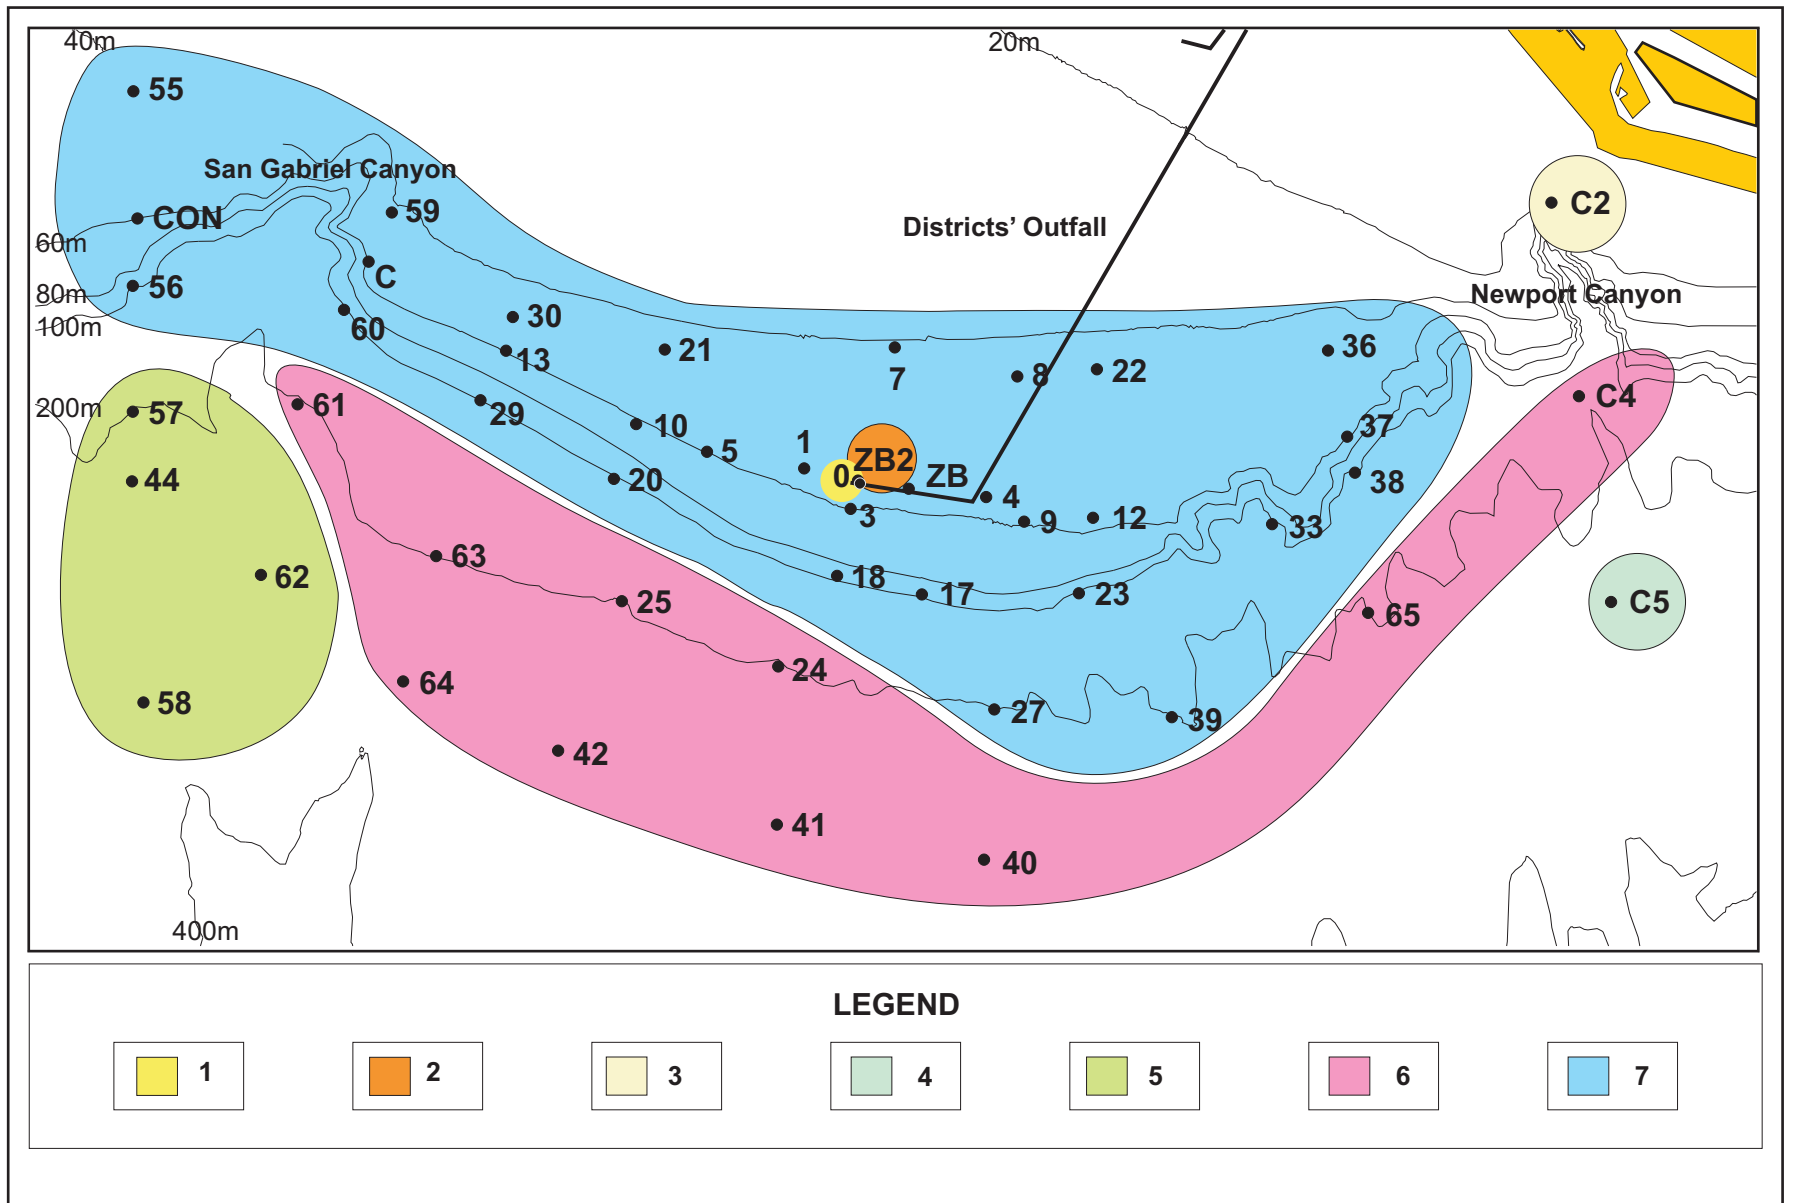 40m
20m
55
San Gabriel Canyon
CON
59
C2
Districts’ Outfall
60m
C
56
80m
Newport Canyon
100m
60
30
13
21
7
8
22
36
200m
57
61
29
10
5
1
C4
37
44
20
0
ZB2
ZB
4
38
3
9
12
33
62
63
25
18
17
23
65
C5
58
64
24
27
39
42
41
40
400m
LEGEND
1
2
3
4
5
6
7